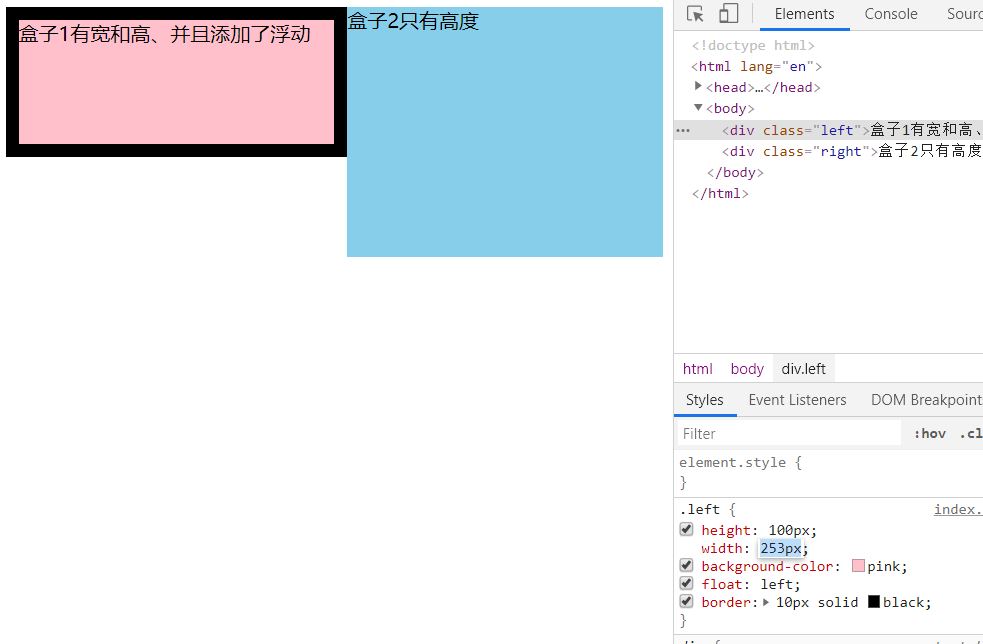 盒子1有宽和高、并且添加了浮动
盒子2只有高度
Elements Console Sourc
<!doctype html>
<html lang="en">
<head>…</head>
<body>
<div class="left">盒子1有宽和高、
<div class="right">盒子2只有高度
</body>
</html>
html body div.left
Styles Event Listeners DOM Breakpoint
Filter :hov .cl
element.style {
}
.left { index.
height: 100px;
width: 253px;
background-color: pink;
float: left;
border: 10px solid black;
}